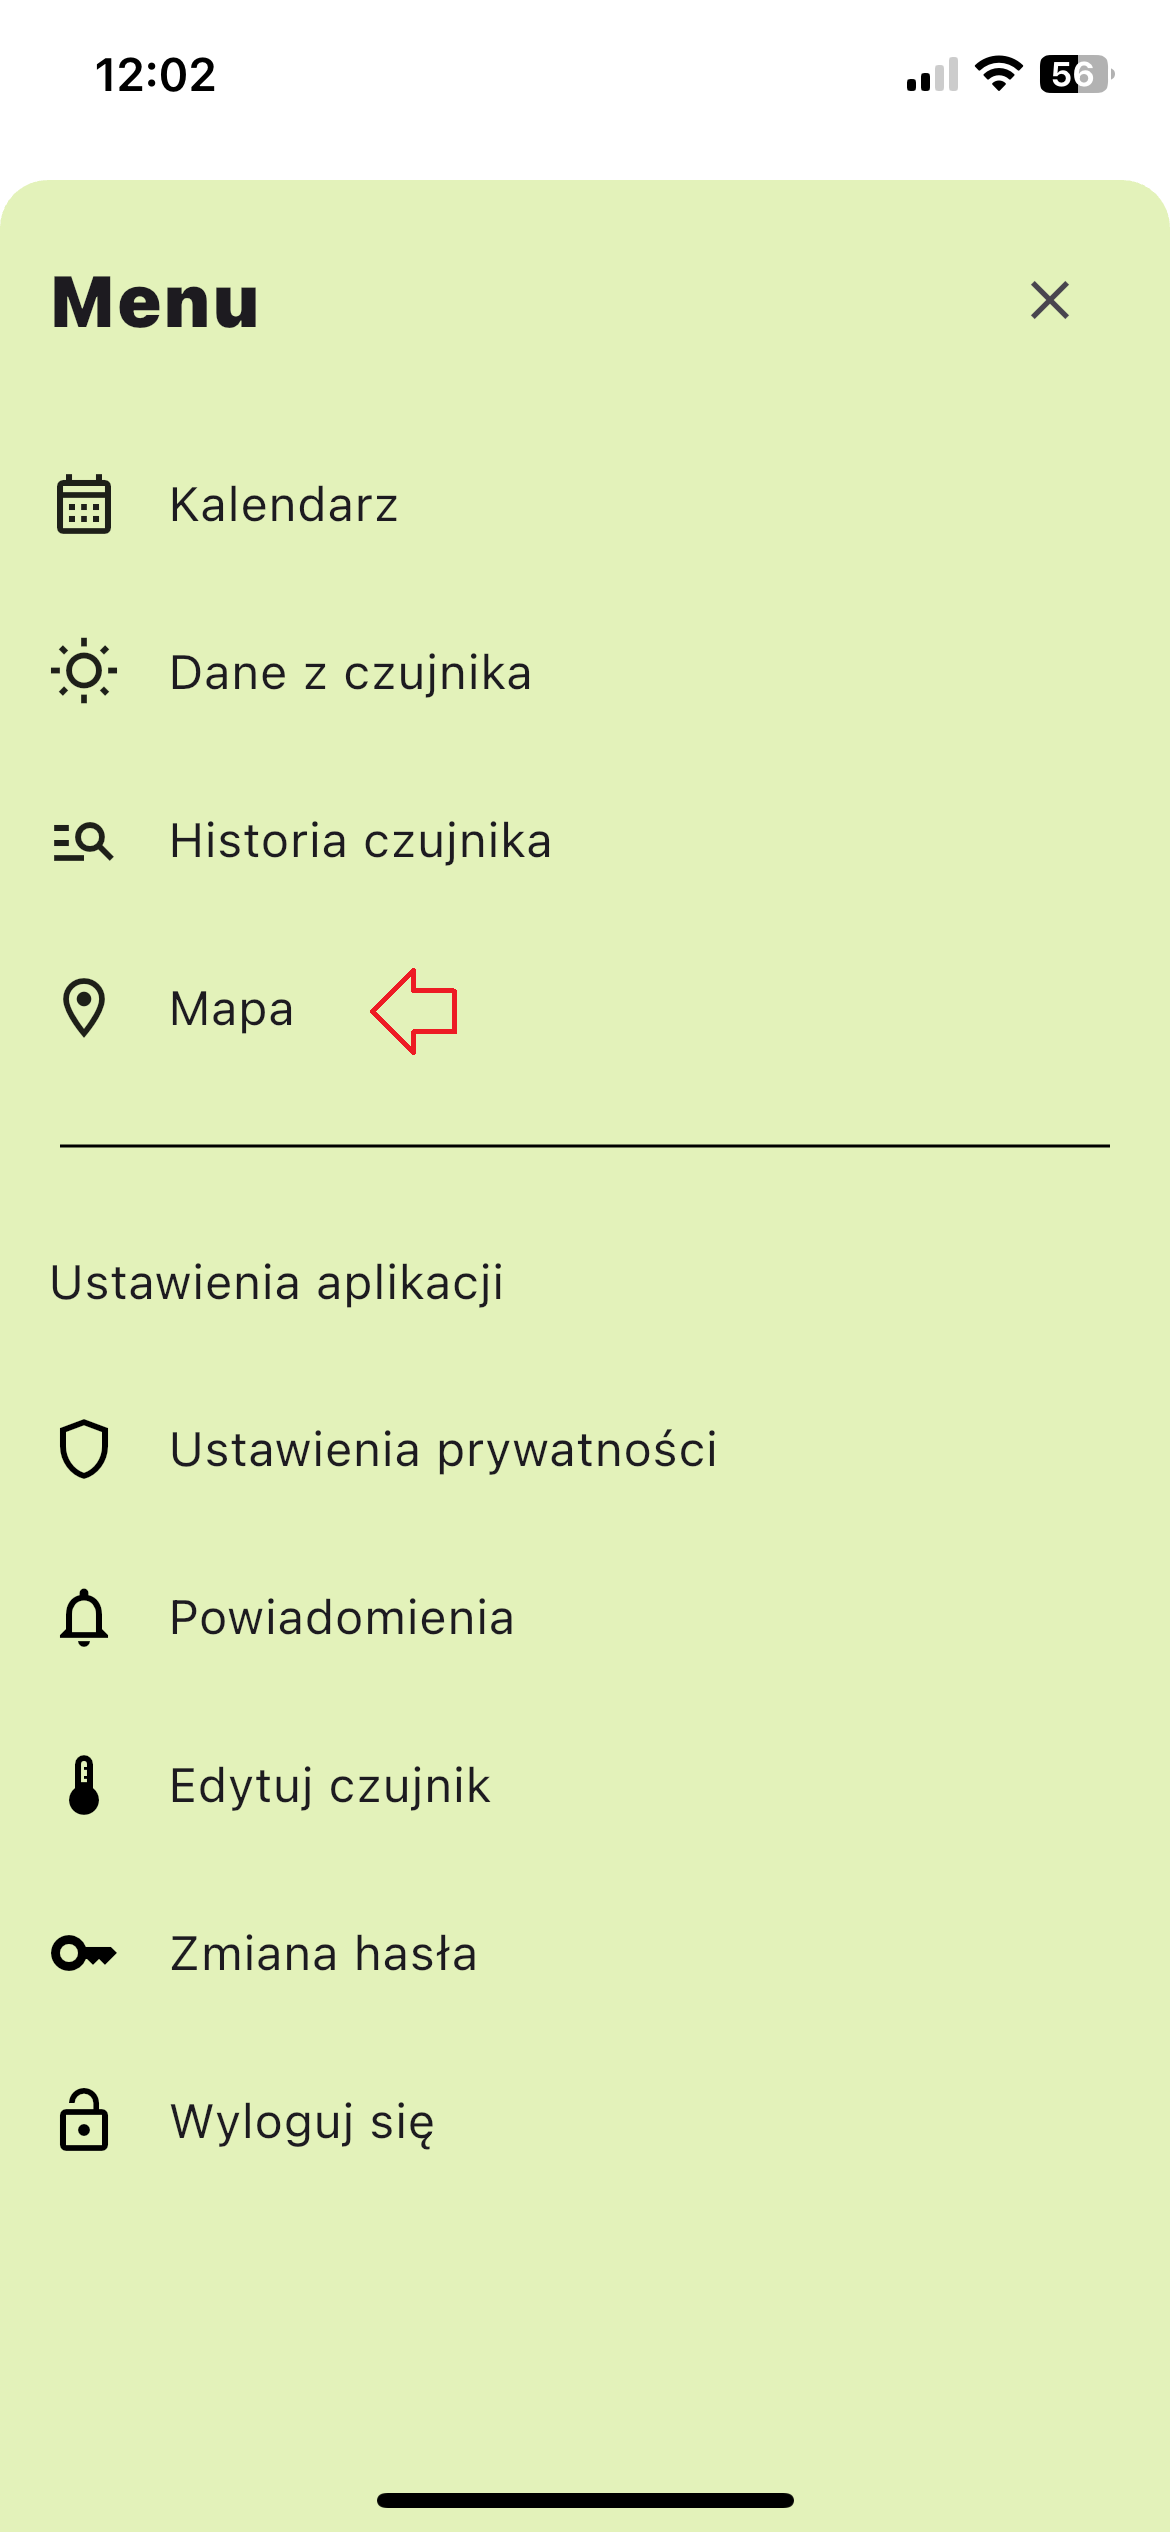 12:02
56
Menu
Kalendarz
Dane z czujnika
Historia czujnika
Mapa
Ustawienia aplikacji
Ustawienia prywatności
Powiadomienia
Edytuj czujnik
Zmiana hasła
Wyloguj się